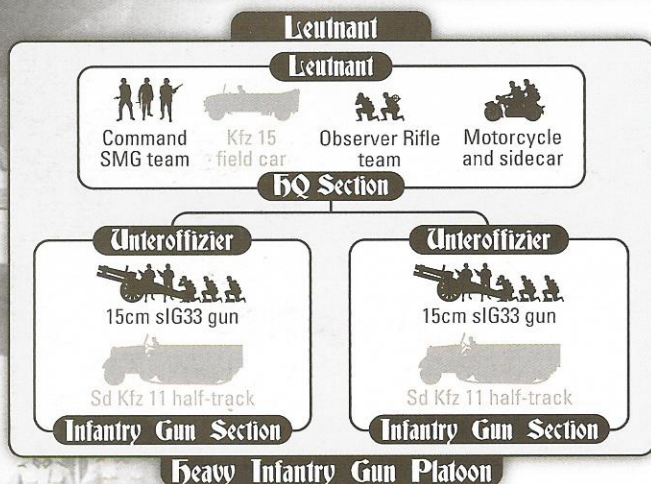 Leutnant
Leutnant
Command
SMG team
Kfz 15
field car
Observer Rifle
team
Motorcycle
and sidecar
HQ Section
Unteroffizier
15cm sIG33 gun
Sd Kfz 11 half-track
Infantry Gun Section
Unteroffizier
15cm sIG33 gun
Sd Kfz 11 half-track
Infantry Gun Section
Heavy Infantry Gun Platoon